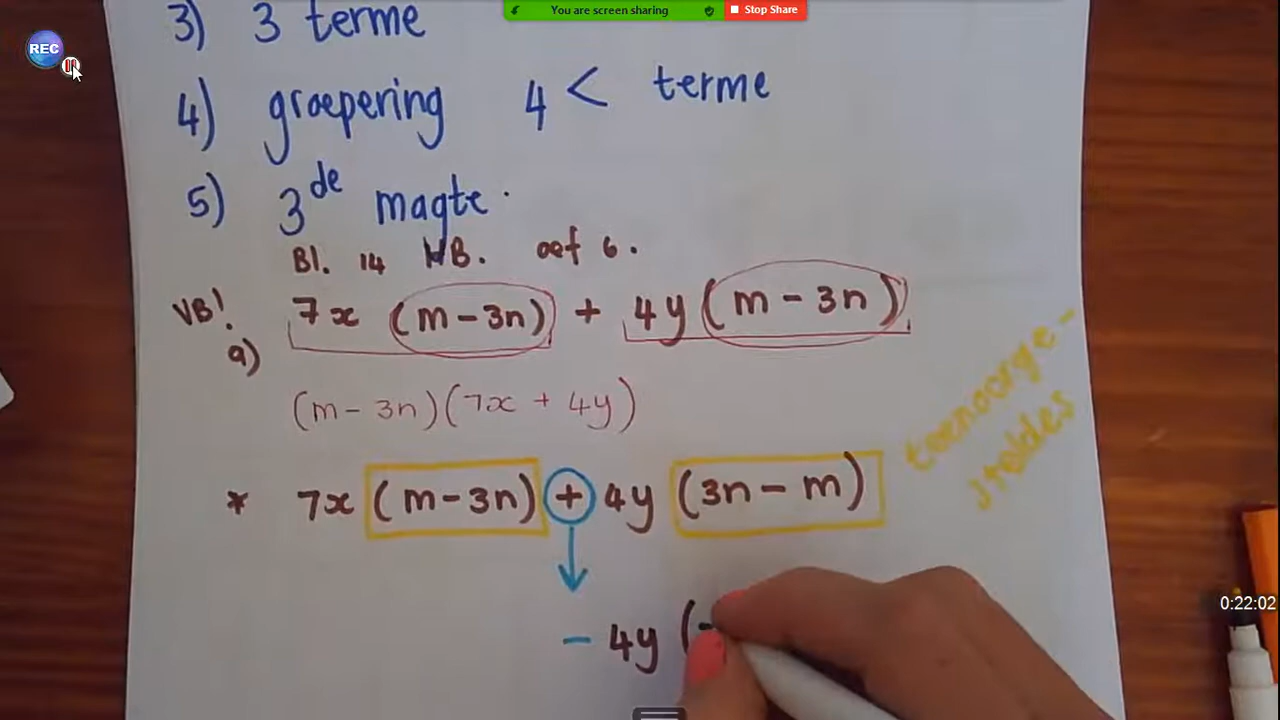 You are screen sharing Stop Share
REC
3) 3 terme
4) groepering 4 < terme
5) 3de magte.
Bl. 14 WB. oef 6.
VB!
a) 7x (m - 3n) + 4y (m - 3n)
(m - 3n)(7x + 4y)
* 7x (m - 3n) + 4y (3n - m)
teenoorge-
steldes
- 4y (-
0:22:02